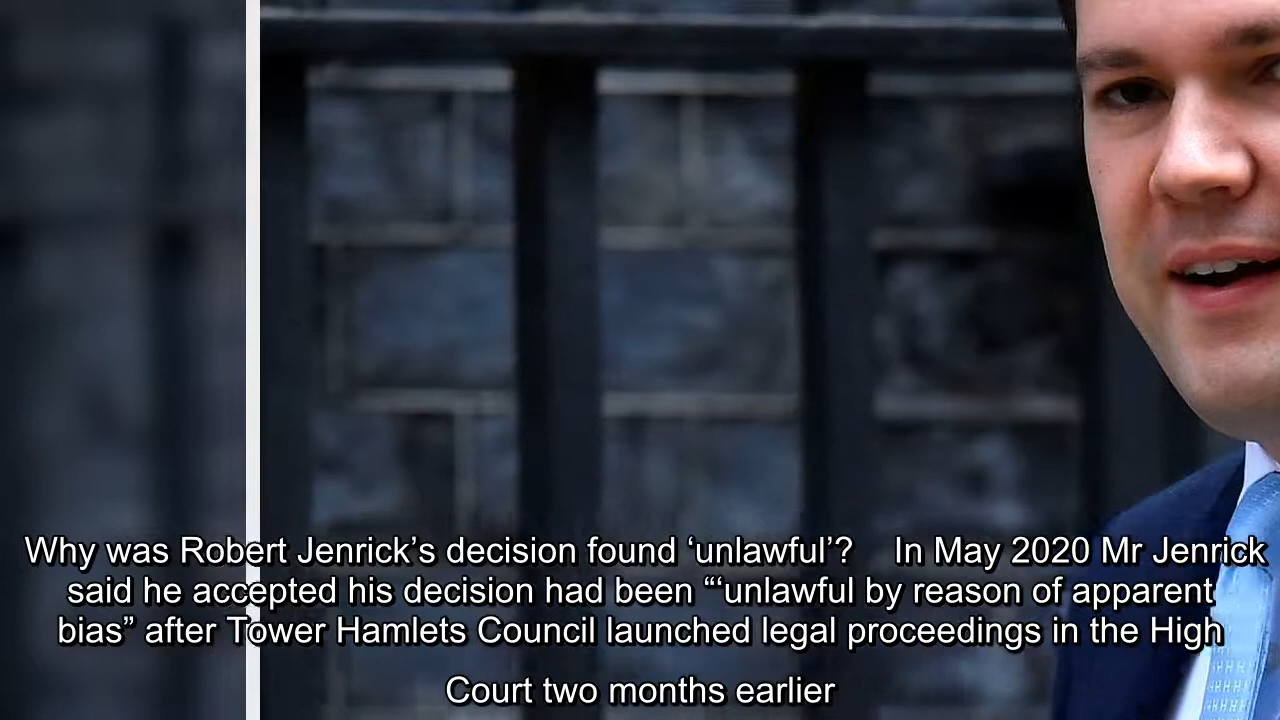 Why was Robert Jenrick’s decision found ‘unlawful’?    In May 2020 Mr Jenrick
said he accepted his decision had been “‘unlawful by reason of apparent
bias” after Tower Hamlets Council launched legal proceedings in the High
Court two months earlier